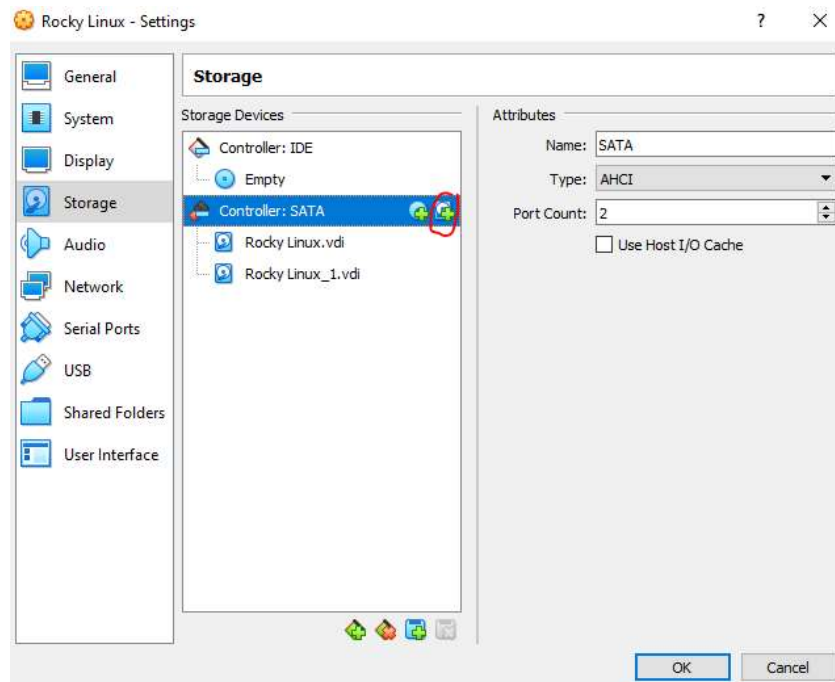 Rocky Linux - Settings
?
General
System
Display
Storage
Audio
Network
Serial Ports
USB
Shared Folders
User Interface
Storage
Storage Devices
Controller: IDE
Empty
Controller: SATA
Rocky Linux.vdi
Rocky Linux_1.vdi
Attributes
Name: SATA
Type: AHCI
Port Count: 2
Use Host I/O Cache
OK
Cancel